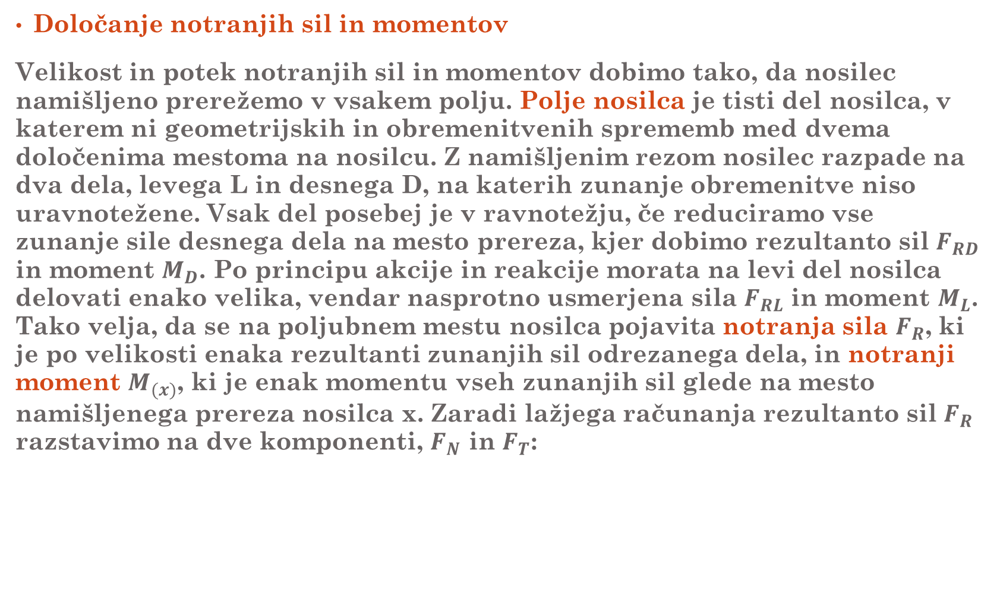 • Določanje notranjih sil in momentov
Velikost in potek notranjih sil in momentov dobimo tako, da nosilec
namišljeno prerežemo v vsakem polju. Polje nosilca je tisti del nosilca, v
katerem ni geometrijskih in obremenitvenih sprememb med dvema
določenima mestoma na nosilcu. Z namišljenim rezom nosilec razpade na
dva dela, levega L in desnega D, na katerih zunanje obremenitve niso
uravnotežene. Vsak del posebej je v ravnotežju, če reduciramo vse
zunanje sile desnega dela na mesto prereza, kjer dobimo rezultanto sil F_RD
in moment M_D. Po principu akcije in reakcije morata na levi del nosilca
delovati enako velika, vendar nasprotno usmerjena sila F_RL in moment M_L.
Tako velja, da se na poljubnem mestu nosilca pojavita notranja sila F_R, ki
je po velikosti enaka rezultanti zunanjih sil odrezanega dela, in notranji
moment M_(x), ki je enak momentu vseh zunanjih sil glede na mesto
namišljenega prereza nosilca x. Zaradi lažjega računanja rezultanto sil F_R
razstavimo na dve komponenti, F_N in F_T: